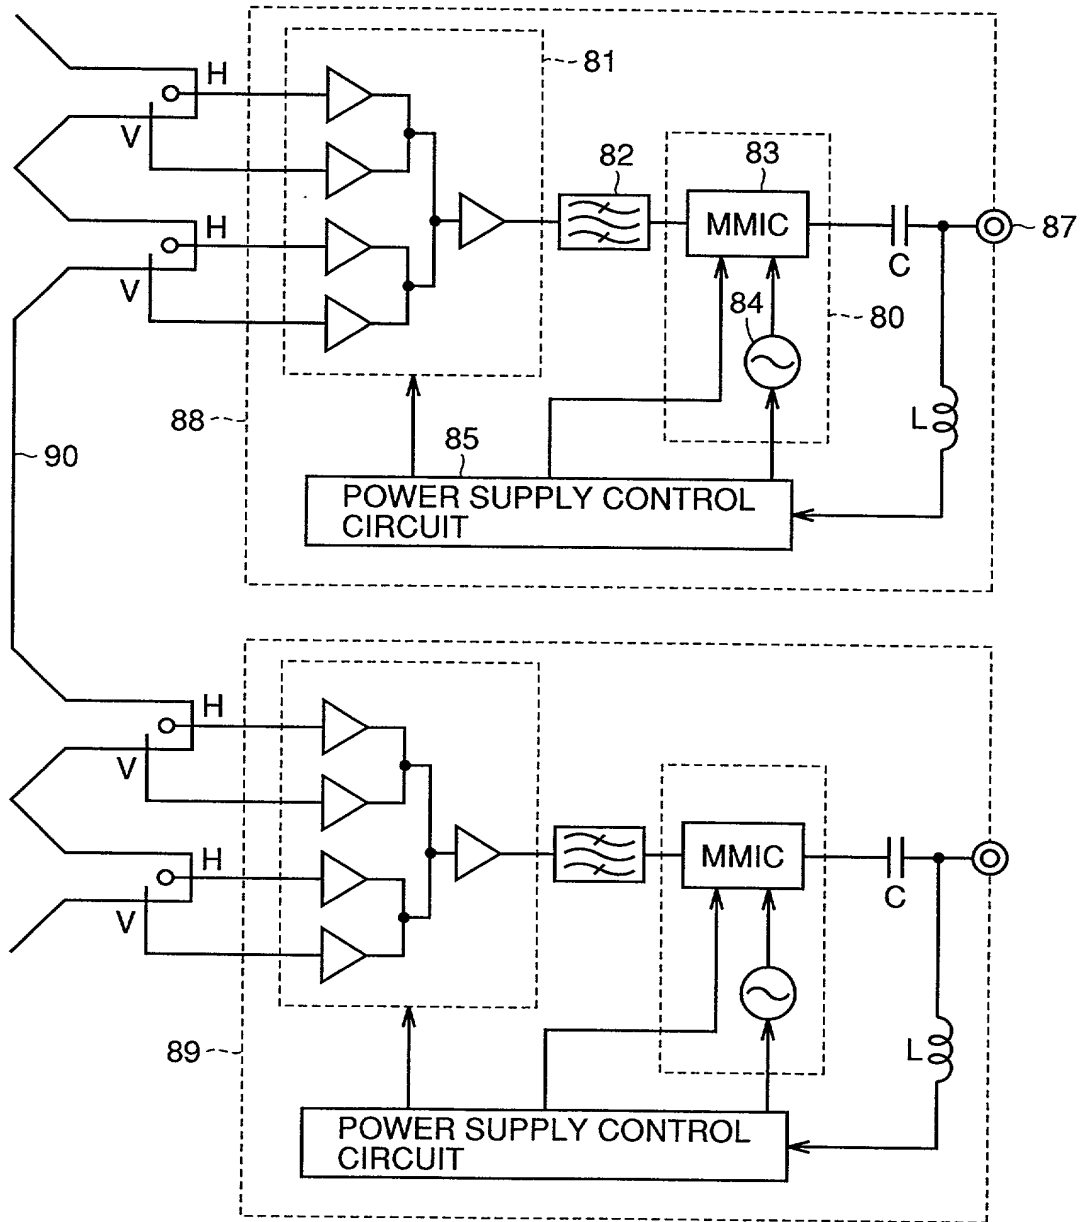 81
H
V
82
83
MMIC
87
C
H
V
84
80
88
L
90
85
POWER SUPPLY CONTROL
CIRCUIT
H
V
MMIC
C
H
V
89
L
POWER SUPPLY CONTROL
CIRCUIT